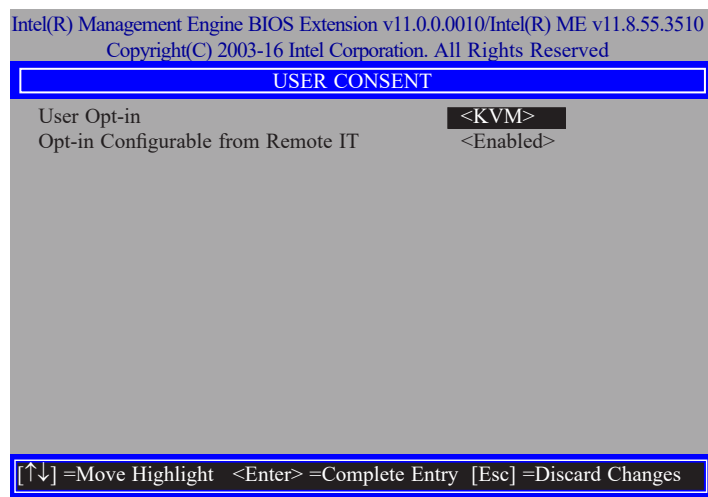 Intel(R) Management Engine BIOS Extension v11.0.0.0010/Intel(R) ME v11.8.55.3510
Copyright(C) 2003-16 Intel Corporation. All Rights Reserved
USER CONSENT
User Opt-in <KVM>
Opt-in Configurable from Remote IT <Enabled>
[↑↓] =Move Highlight <Enter> =Complete Entry [Esc] =Discard Changes